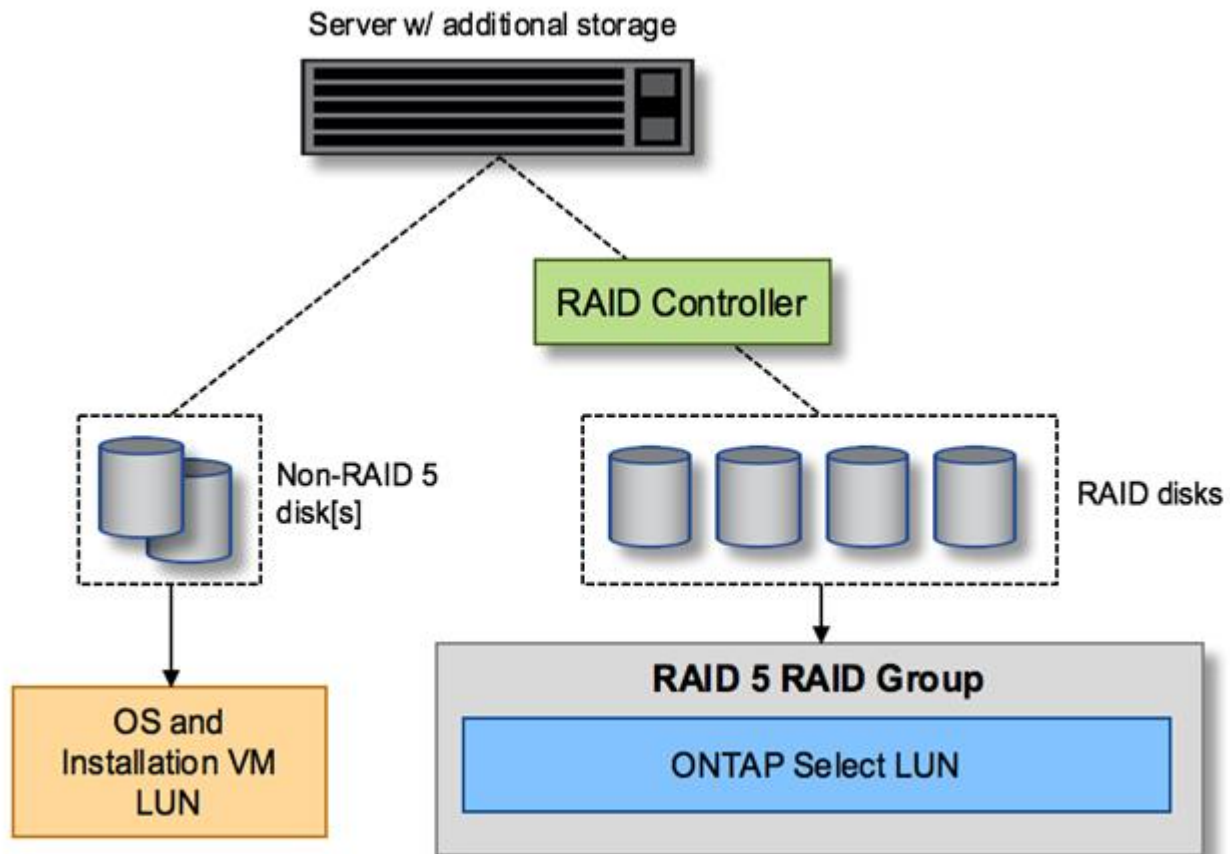 Server w/ additional storage
RAID Controller
Non-RAID 5
disk[s]
RAID disks
OS and
Installation VM
LUN
RAID 5 RAID Group
ONTAP Select LUN